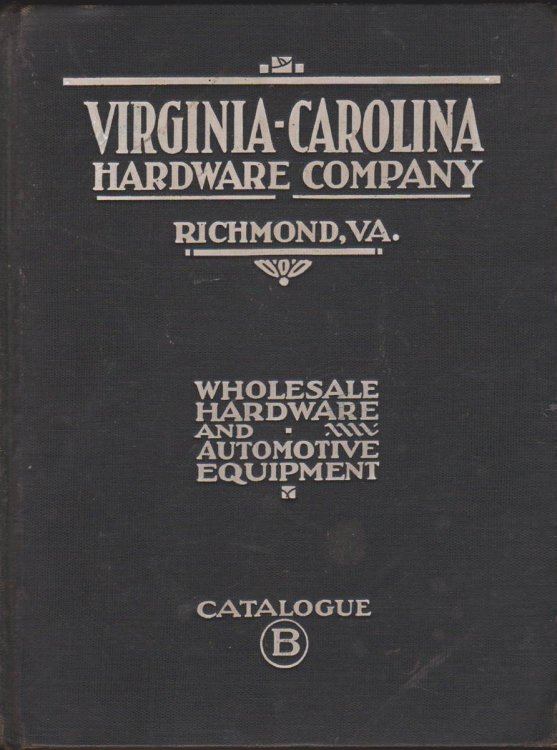 VIRGINIA-CAROLINA
HARDWARE COMPANY
RICHMOND, VA.
WHOLESALE
HARDWARE
AND
AUTOMOTIVE
EQUIPMENT
CATALOGUE
B